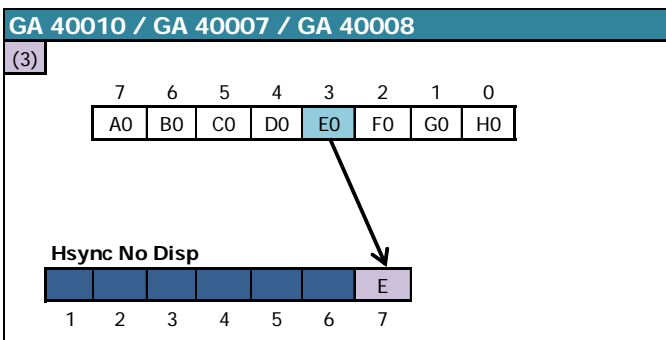 GA 40010 / GA 40007 / GA 40008
(3)
7 6 5 4 3 2 1 0
A0 B0 C0 D0 E0 F0 G0 H0
Hsync No Disp
E
1 2 3 4 5 6 7